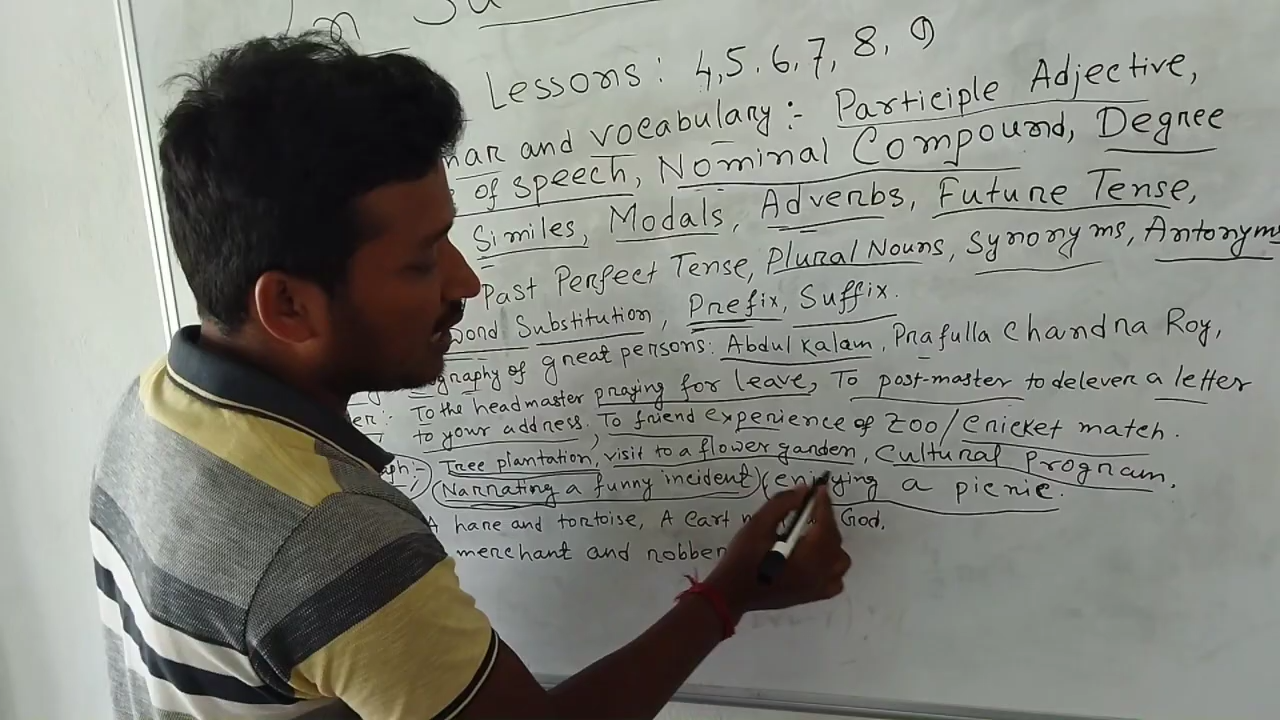 Lessons: 4,5,6,7,8,9
and vocabulary:- Participle Adjective,
of speech, Nominal Compound, Degree
Similes, Modals, Adverbs, Future Tense,
Past Perfect Tense, Plural Nouns, Synonyms, Antonyms
Substitution, Prefix, Suffix.
of great persons: Abdul Kalam, Prafulla Chandra Roy,
To the headmaster praying for leave, To post-master to delever a letter
to your address, To friend experience of Zoo/Cricket match.
Tree plantation, visit to a flower garden, Cultural Program,
(Narrating a funny incident) (enjoying a picnic.
A hare and tortoise, A Cart God,
merchant and robber